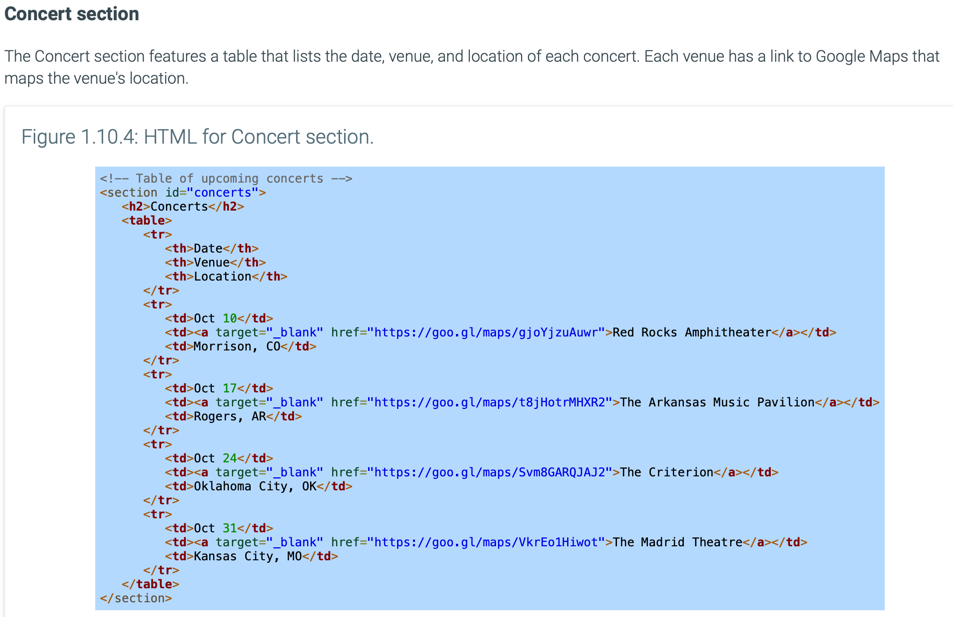 Concert section
The Concert section features a table that lists the date, venue, and location of each concert. Each venue has a link to Google Maps that
maps the venue's location.
Figure 1.10.4: HTML for Concert section.
<!-- Table of upcoming concerts -->
<section id="concerts">
   <h2>Concerts</h2>
   <table>
      <tr>
         <th>Date</th>
         <th>Venue</th>
         <th>Location</th>
      </tr>
      <tr>
         <td>Oct 10</td>
         <td><a target="_blank" href="https://goo.gl/maps/gjoYjzuAuwr">Red Rocks Amphitheater</a></td>
         <td>Morrison, CO</td>
      </tr>
      <tr>
         <td>Oct 17</td>
         <td><a target="_blank" href="https://goo.gl/maps/t8jHotrMHXR2">The Arkansas Music Pavilion</a></td>
         <td>Rogers, AR</td>
      </tr>
      <tr>
         <td>Oct 24</td>
         <td><a target="_blank" href="https://goo.gl/maps/Svm8GARQJAJ2">The Criterion</a></td>
         <td>Oklahoma City, OK</td>
      </tr>
      <tr>
         <td>Oct 31</td>
         <td><a target="_blank" href="https://goo.gl/maps/VkrEo1Hiwot">The Madrid Theatre</a></td>
         <td>Kansas City, MO</td>
      </tr>
   </table>
</section>